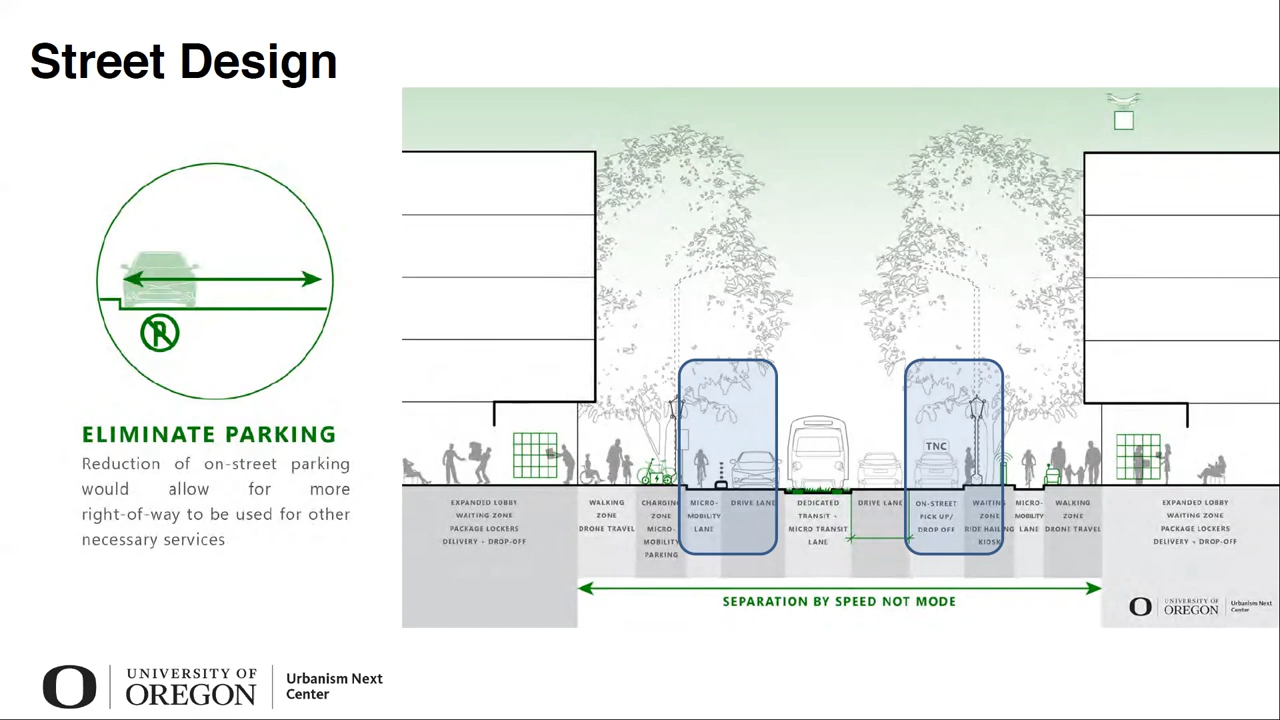 Street Design
ELIMINATE PARKING
Reduction of on-street parking
would allow for more
right-of-way to be used for other
necessary services
TNC
EXPANDED LOBBY
WAITING ZONE
PACKAGE LOCKERS
DELIVERY + DROP-OFF
WALKING
ZONE
DRONE TRAVEL
CHARGING
ZONE
MICRO-
MOBILITY
PARKING
MICRO-
MOBILITY
LANE
DRIVE LANE
DEDICATED
TRANSIT +
MICRO TRANSIT
LANE
DRIVE LANE
ON-STREET
PICK UP/
DROP OFF
WAITING
ZONE
RIDE HAILING
KIOSK
MICRO-
MOBILITY
LANE
WALKING
ZONE
DRONE TRAVEL
EXPANDED LOBBY
WAITING ZONE
PACKAGE LOCKERS
DELIVERY + DROP-OFF
SEPARATION BY SPEED NOT MODE
O
UNIVERSITY OF
OREGON
Urbanism Next
Center
O
UNIVERSITY OF
OREGON
Urbanism Next
Center